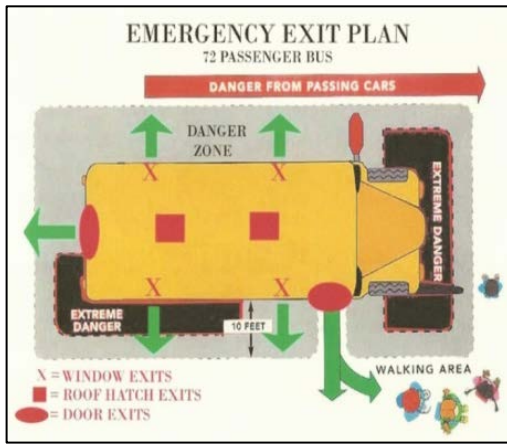 EMERGENCY EXIT PLAN
72 PASSENGER BUS
DANGER FROM PASSING CARS
DANGER
ZONE
X
X
EXTREME DANGER
X
X
EXTREME
DANGER
10 FEET
WALKING AREA
X = WINDOW EXITS
= ROOF HATCH EXITS
= DOOR EXITS